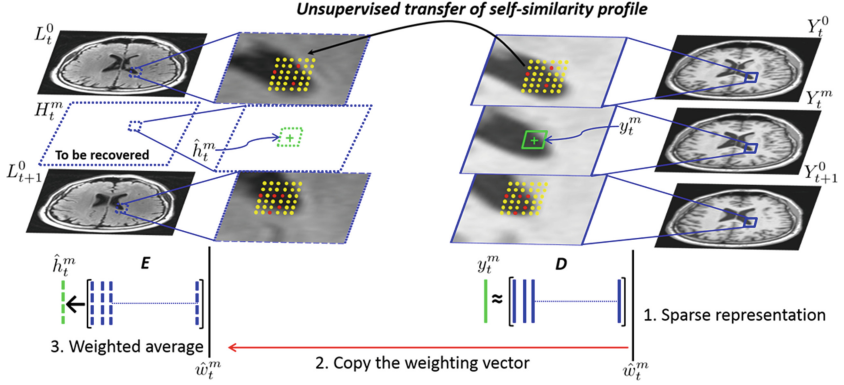 Unsupervised transfer of self-similarity profile
L_t^0
Y_t^0
H_t^m
To be recovered
ĥ_t^m
y_t^m
Y_t^m
L_{t+1}^0
Y_{t+1}^0
ĥ_t^m
E
y_t^m
≈
D
1. Sparse representation
3. Weighted average
ŵ_t^m
2. Copy the weighting vector
ŵ_t^m